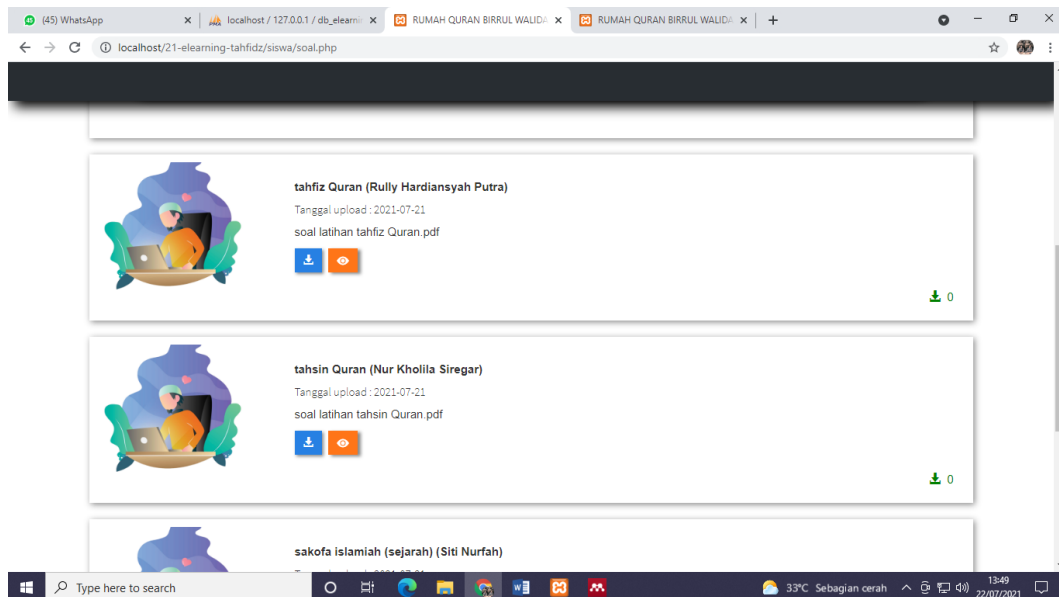 (45) WhatsApp
localhost / 127.0.0.1 / db_elearni
RUMAH QURAN BIRRUL WALIDA
RUMAH QURAN BIRRUL WALIDA
localhost/21-elearning-tahfidz/siswa/soal.php
tahfiz Quran (Rully Hardiansyah Putra)
Tanggal upload : 2021-07-21
soal latihan tahfiz Quran.pdf
0
tahsin Quran (Nur Kholila Siregar)
Tanggal upload : 2021-07-21
soal latihan tahsin Quran.pdf
0
sakofa islamiah (sejarah) (Siti Nurfah)
Type here to search
33°C Sebagian cerah
13:49
22/07/2021